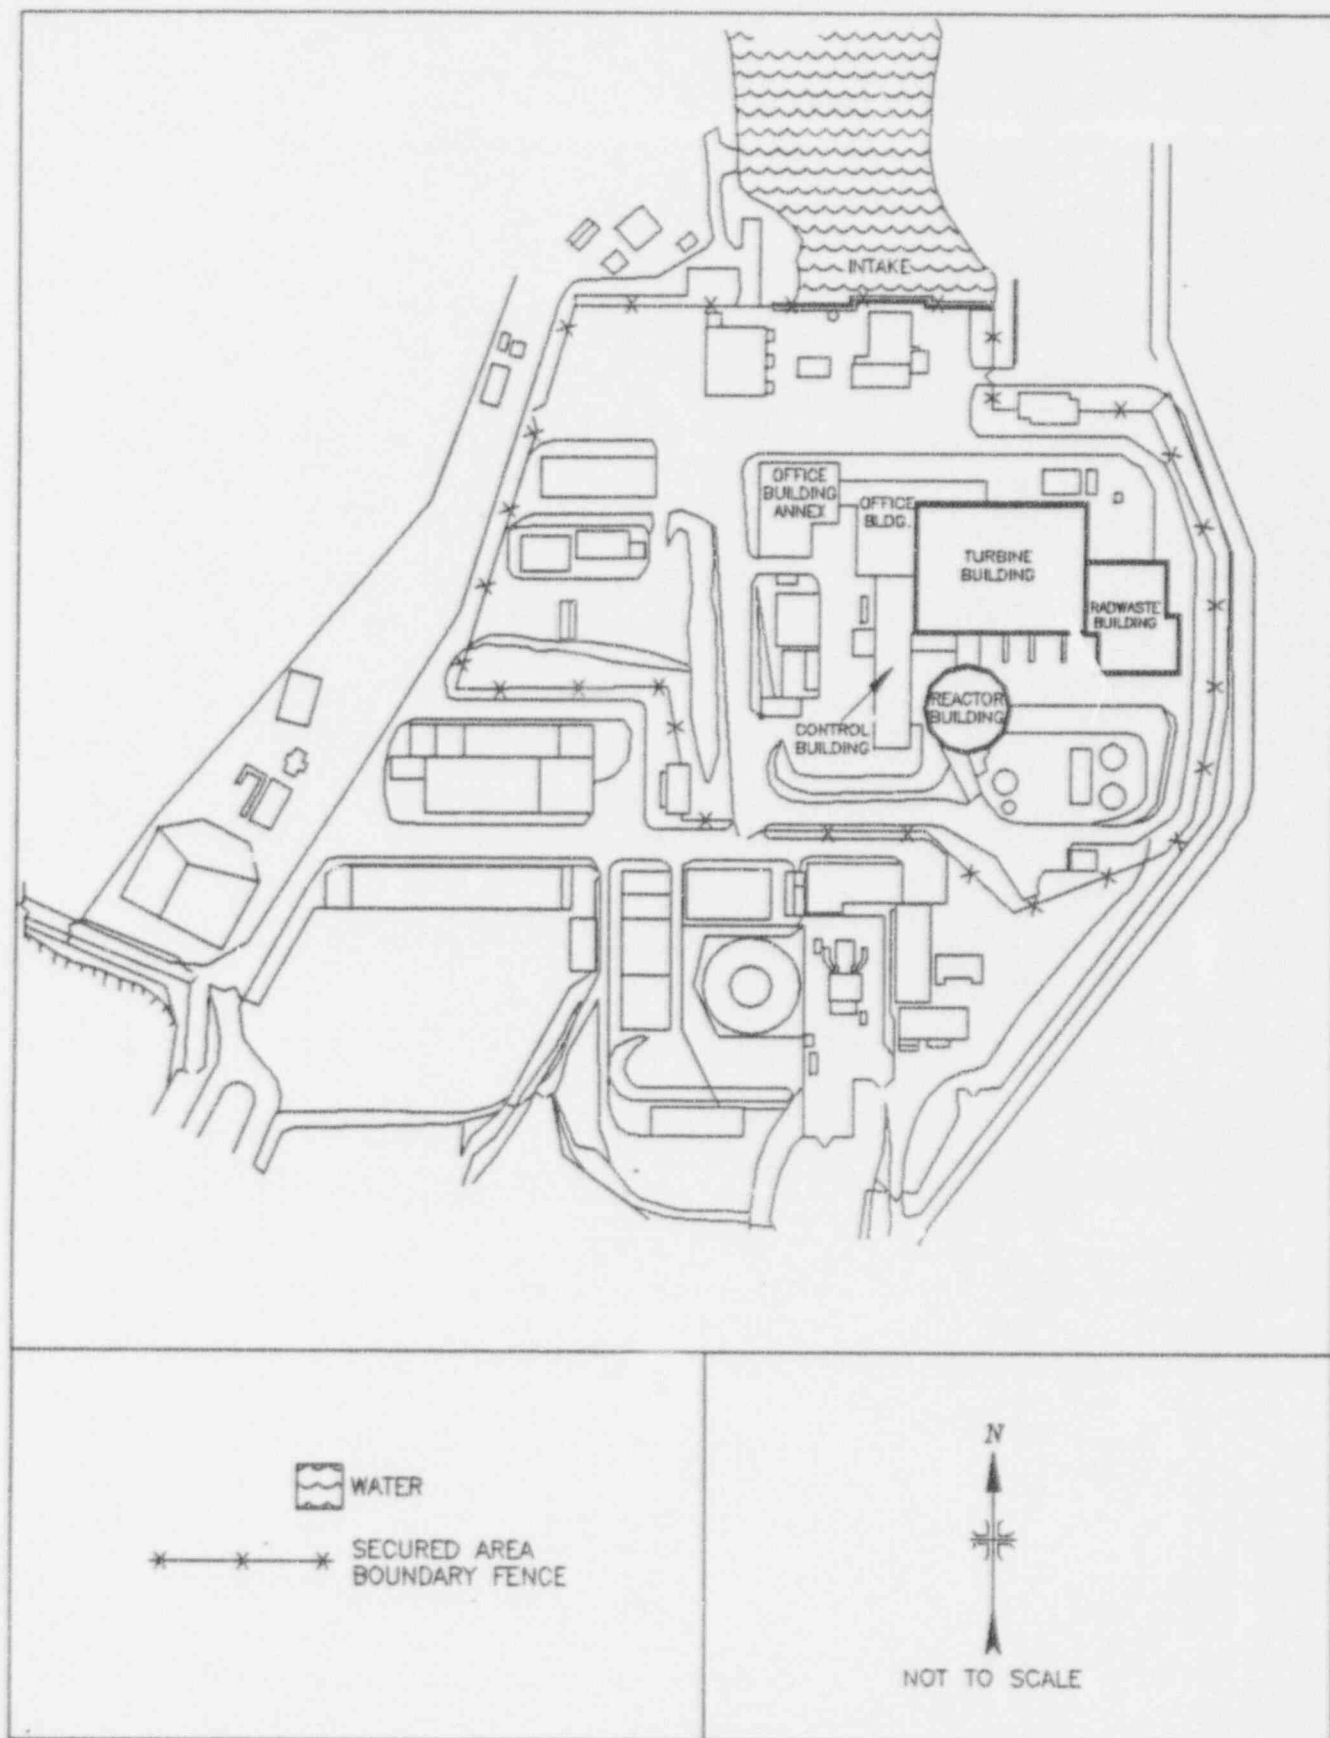 INTAKE
OFFICE
BUILDING
ANNEX
OFFICE
BLDG.
TURBINE
BUILDING
RADWASTE
BUILDING
REACTOR
BUILDING
CONTROL
BUILDING
WATER
SECURED AREA
BOUNDARY FENCE
N
NOT TO SCALE